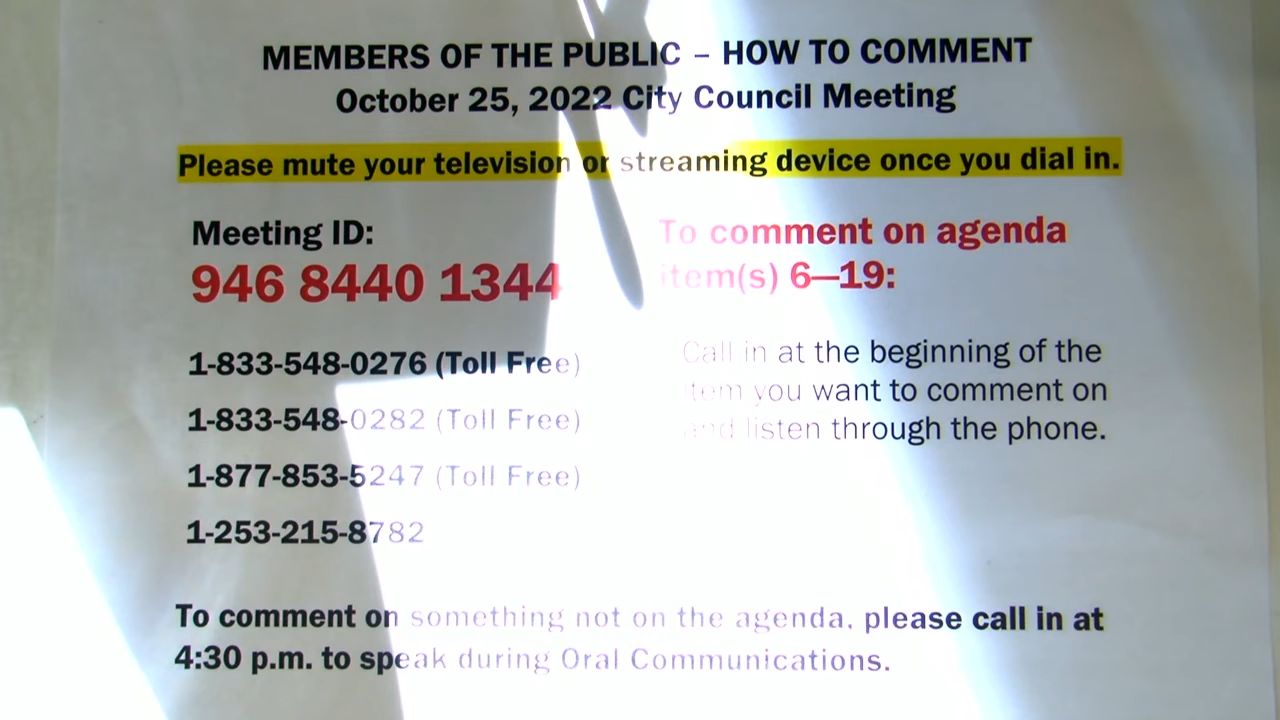 MEMBERS OF THE PUBLIC – HOW TO COMMENT
October 25, 2022 City Council Meeting
Please mute your television or streaming device once you dial in.
Meeting ID:
946 8440 1344
1-833-548-0276 (Toll Free)
1-833-548-0282 (Toll Free)
1-877-853-5247 (Toll Free)
1-253-215-8782
To comment on agenda
item(s) 6—19:
Call in at the beginning of the
item you want to comment on
and listen through the phone.
To comment on something not on the agenda, please call in at
4:30 p.m. to speak during Oral Communications.